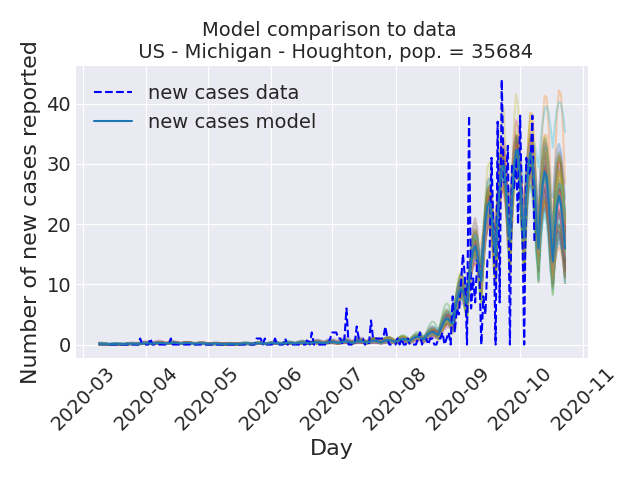 Model comparison to data
US - Michigan - Houghton, pop. = 35684
Number of new cases reported
40
30
20
10
0
new cases data
new cases model
2020-03
2020-04
2020-05
2020-06
2020-07
2020-08
2020-09
2020-10
2020-11
Day